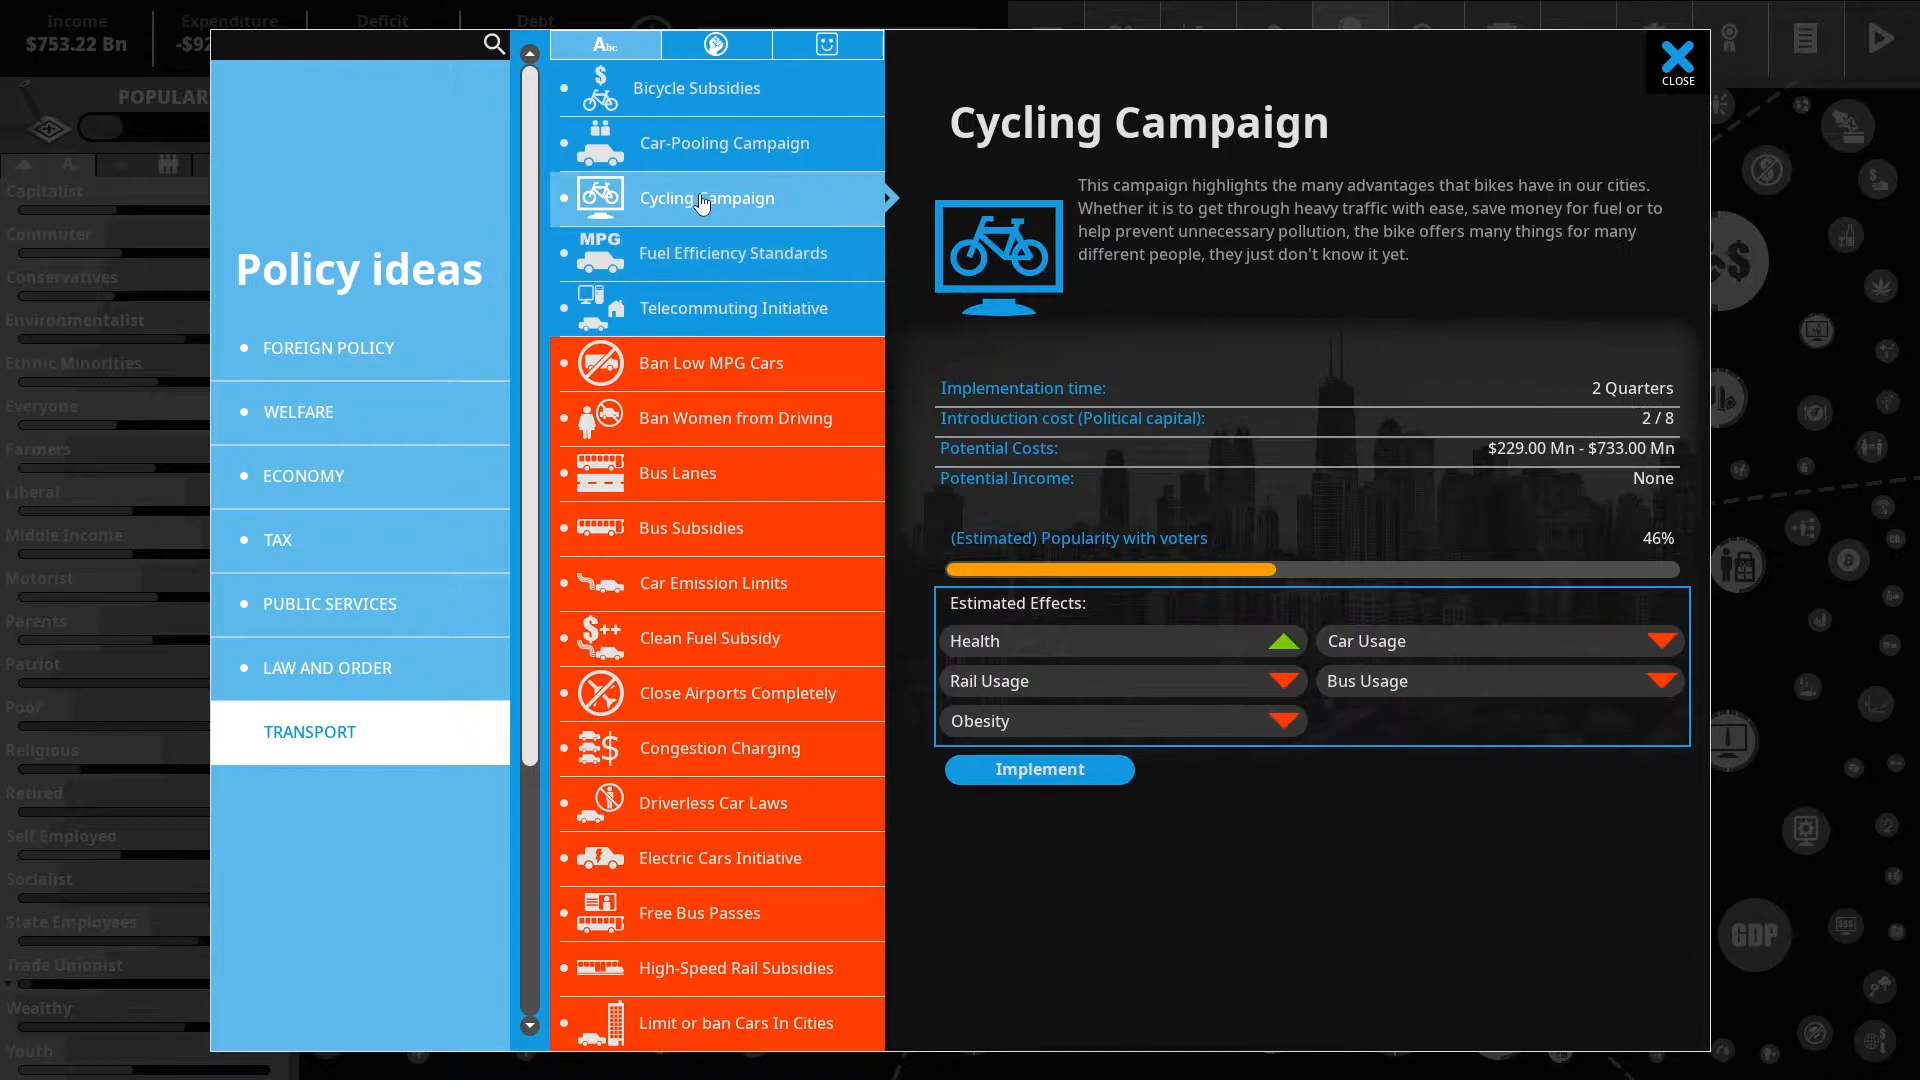 Income
Expenditure
Deficit
Debt
$753.22 Bn
-$92
POPULAR
Capitalist
Commuter
Conservatives
Environmentalist
Ethnic Minorities
Everyone
Farmers
Liberal
Middle Income
Motorist
Parents
Patriot
Poor
Religious
Retired
Self Employed
Socialist
State Employees
Trade Unionist
Wealthy
Youth
Policy ideas
FOREIGN POLICY
WELFARE
ECONOMY
TAX
PUBLIC SERVICES
LAW AND ORDER
TRANSPORT
Abc
Bicycle Subsidies
Car-Pooling Campaign
Cycling Campaign
MPG
Fuel Efficiency Standards
Telecommuting Initiative
Ban Low MPG Cars
Ban Women from Driving
Bus Lanes
Bus Subsidies
Car Emission Limits
$++
Clean Fuel Subsidy
Close Airports Completely
Congestion Charging
Driverless Car Laws
Electric Cars Initiative
Free Bus Passes
High-Speed Rail Subsidies
Limit or ban Cars In Cities
CLOSE
Cycling Campaign
This campaign highlights the many advantages that bikes have in our cities.
Whether it is to get through heavy traffic with ease, save money for fuel or to
help prevent unnecessary pollution, the bike offers many things for many
different people, they just don't know it yet.
Implementation time: 2 Quarters
Introduction cost (Political capital): 2 / 8
Potential Costs: $229.00 Mn - $733.00 Mn
Potential Income: None
(Estimated) Popularity with voters 46%
Estimated Effects:
Health
Car Usage
Rail Usage
Bus Usage
Obesity
Implement
GDP